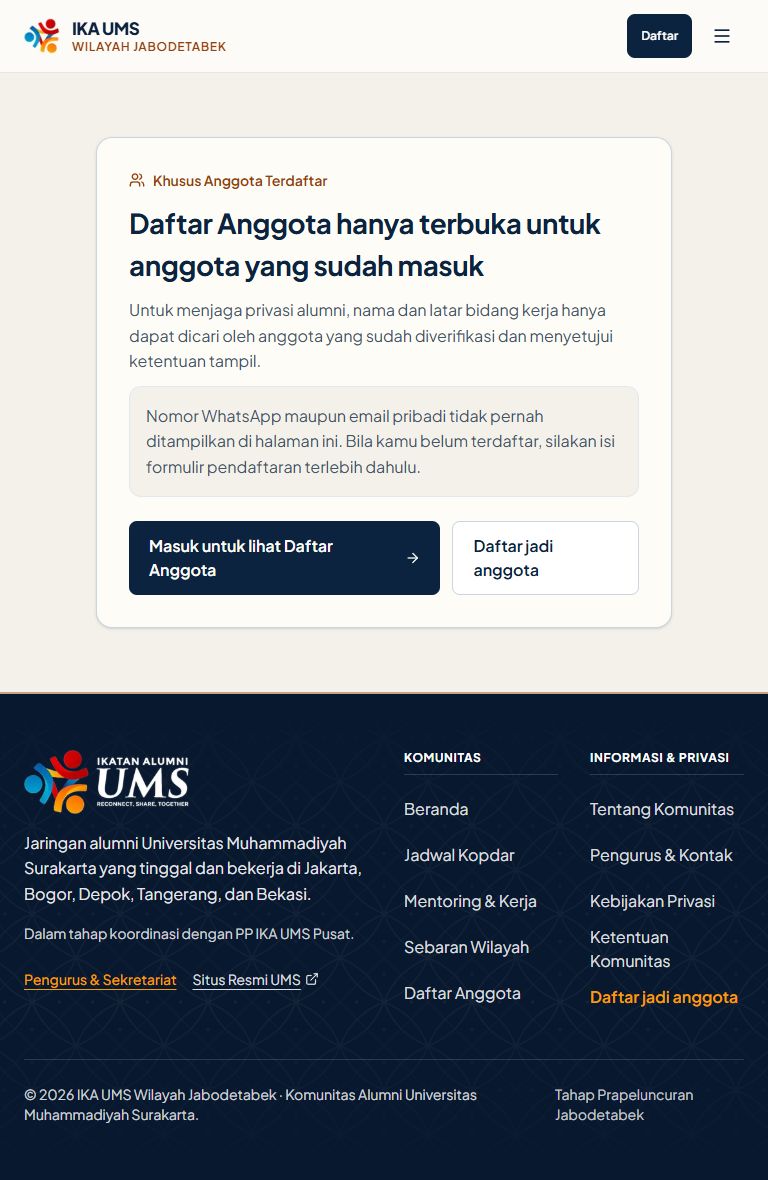 IKA UMS
WILAYAH JABODETABEK
Daftar
Khusus Anggota Terdaftar
Daftar Anggota hanya terbuka untuk
anggota yang sudah masuk
Untuk menjaga privasi alumni, nama dan latar bidang kerja hanya
dapat dicari oleh anggota yang sudah diverifikasi dan menyetujui
ketentuan tampil.
Nomor WhatsApp maupun email pribadi tidak pernah
ditampilkan di halaman ini. Bila kamu belum terdaftar, silakan isi
formulir pendaftaran terlebih dahulu.
Masuk untuk lihat Daftar
Anggota
Daftar jadi
anggota
IKATAN ALUMNI
UMS
RECONNECT, SHARE, TOGETHER
Jaringan alumni Universitas Muhammadiyah
Surakarta yang tinggal dan bekerja di Jakarta,
Bogor, Depok, Tangerang, dan Bekasi.
Dalam tahap koordinasi dengan PP IKA UMS Pusat.
Pengurus & Sekretariat
Situs Resmi UMS
KOMUNITAS
Beranda
Jadwal Kopdar
Mentoring & Kerja
Sebaran Wilayah
Daftar Anggota
INFORMASI & PRIVASI
Tentang Komunitas
Pengurus & Kontak
Kebijakan Privasi
Ketentuan
Komunitas
Daftar jadi anggota
© 2026 IKA UMS Wilayah Jabodetabek · Komunitas Alumni Universitas
Muhammadiyah Surakarta.
Tahap Prapeluncuran
Jabodetabek